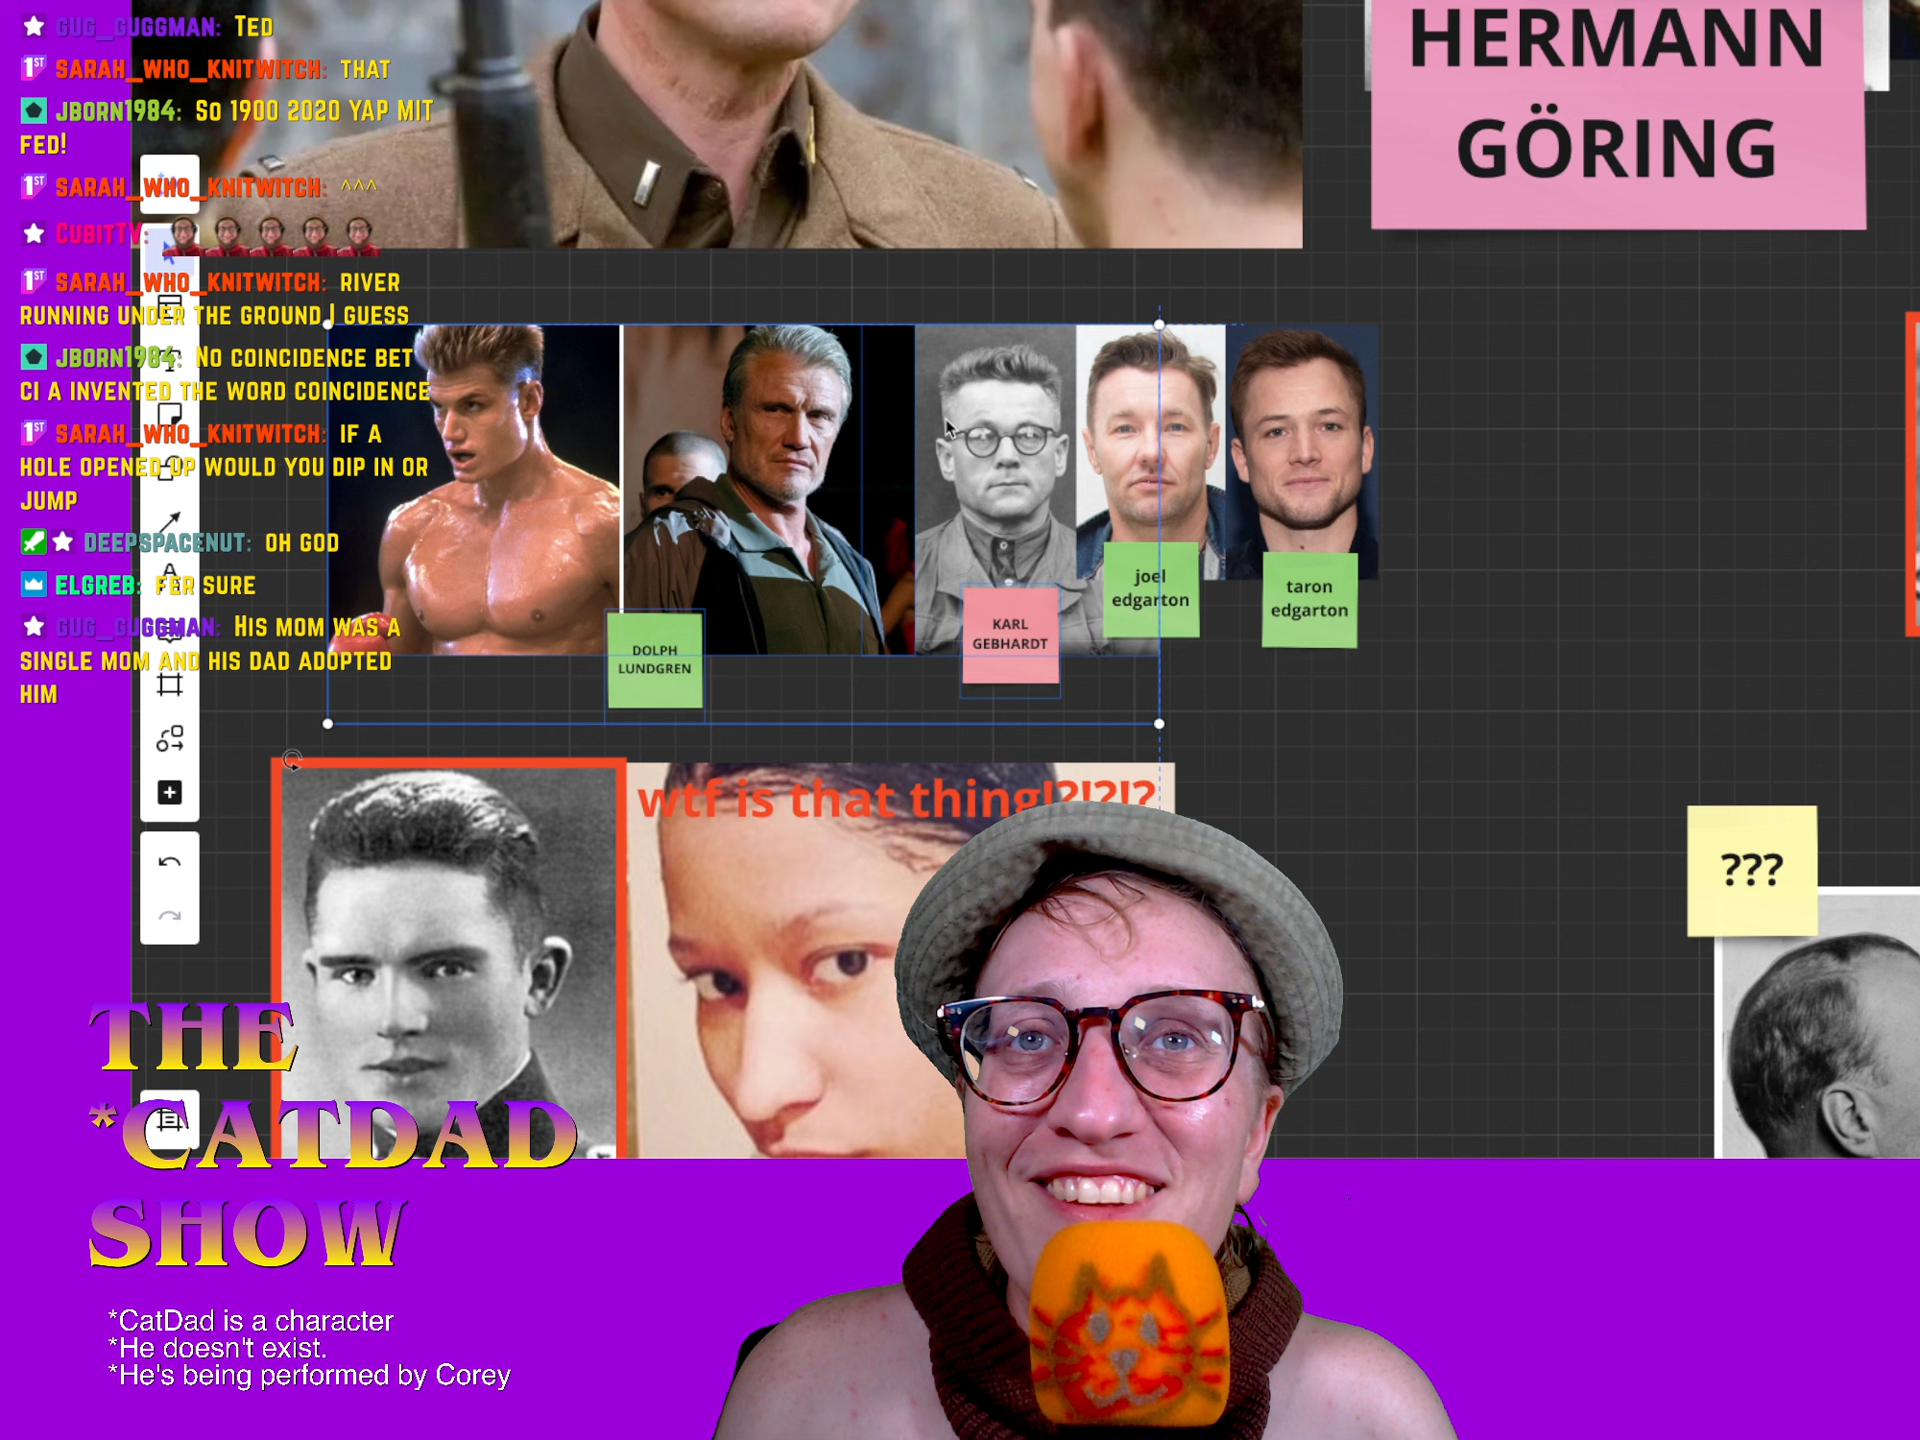 GUG_GUGGMAN: TED
SARAH_WHO_KNITWITCH: THAT
JBORN1984: SO 1900 2020 YAP MIT
FED!
SARAH_WHO_KNITWITCH: ^^^
CUBITTV:
SARAH_WHO_KNITWITCH: RIVER
RUNNING UNDER THE GROUND I GUESS
JBORN1984: NO COINCIDENCE BET
CI A INVENTED THE WORD COINCIDENCE
SARAH_WHO_KNITWITCH: IF A
HOLE OPENED UP WOULD YOU DIP IN OR
JUMP
DEEPSPACENUT: OH GOD
ELGREB: FER SURE
GUG_GUGGMAN: HIS MOM WAS A
SINGLE MOM AND HIS DAD ADOPTED
HIM
HERMANN
GÖRING
DOLPH
LUNDGREN
KARL
GEBHARDT
joel
edgarton
taron
edgarton
wtf is that thing!?!?!?
???
THE
*CATDAD
SHOW
*CatDad is a character
*He doesn't exist.
*He's being performed by Corey